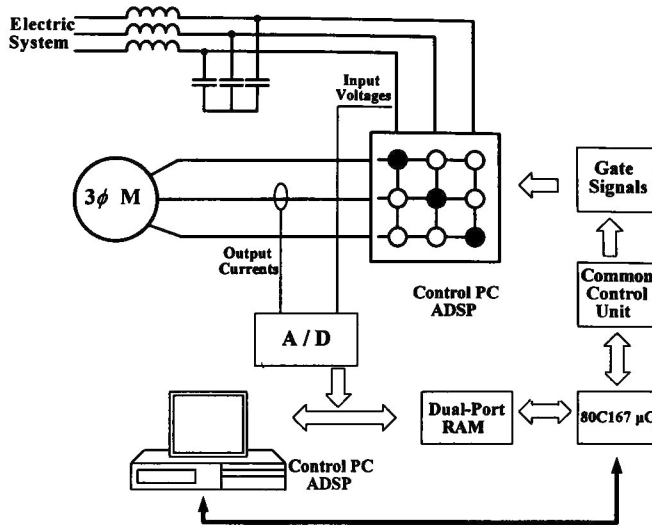 Electric
System
Input
Voltages
3ϕ M
Gate
Signals
Output
Currents
Control PC
ADSP
Common
Control
Unit
A / D
Dual-Port
RAM
80C167 µC
Control PC
ADSP